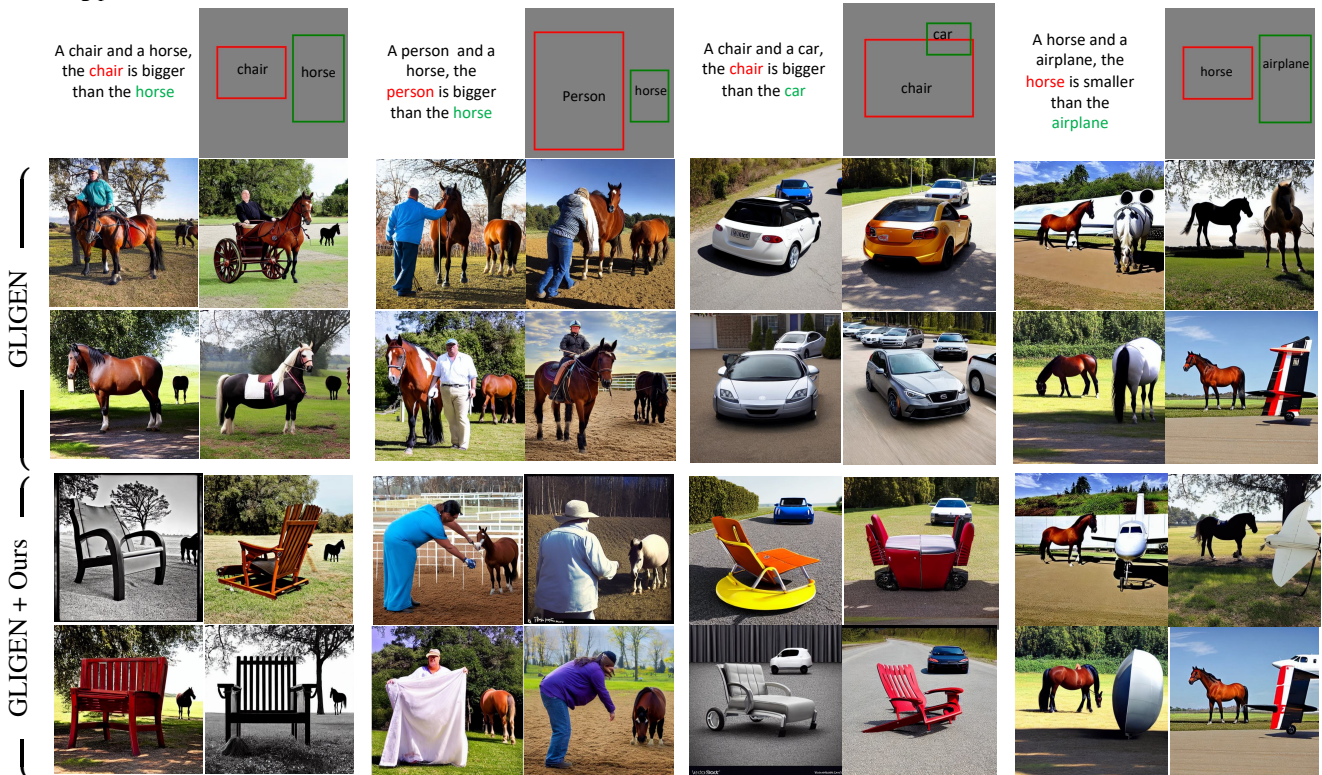 A chair and a horse,
the chair is bigger
than the horse
chair
horse
A person and a
horse, the
person is bigger
than the horse
Person
horse
A chair and a car,
the chair is bigger
than the car
car
chair
A horse and a
airplane, the
horse is smaller
than the
airplane
horse
airplane
GLIGEN
GLIGEN + Ours